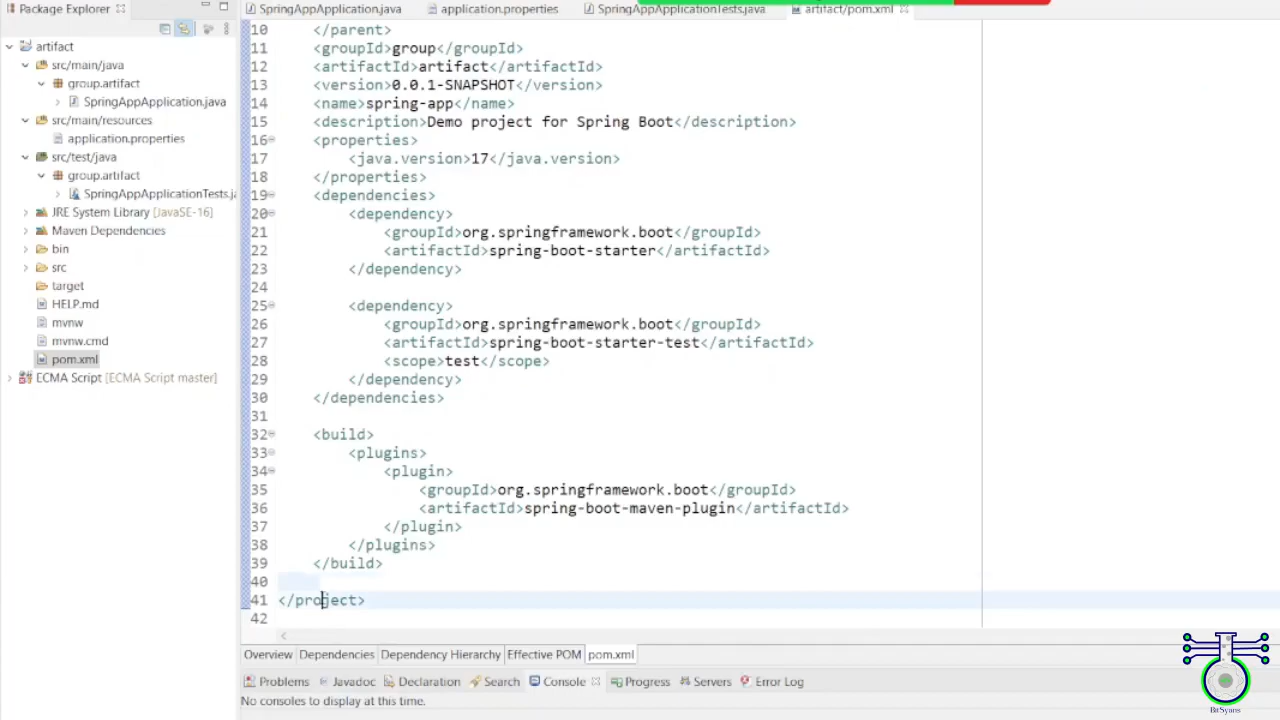 Package Explorer
SpringAppApplication.java
application.properties
SpringAppApplicationTests.java
artifact/pom.xml
artifact
src/main/java
group.artifact
SpringAppApplication.java
src/main/resources
application.properties
src/test/java
group.artifact
SpringAppApplicationTests.ja
JRE System Library [JavaSE-16]
Maven Dependencies
bin
src
target
HELP.md
mvnw
mvnw.cmd
pom.xml
ECMA Script [ECMA Script master]
10 </parent>
11 <groupId>group</groupId>
12 <artifactId>artifact</artifactId>
13 <version>0.0.1-SNAPSHOT</version>
14 <name>spring-app</name>
15 <description>Demo project for Spring Boot</description>
16 <properties>
17 <java.version>17</java.version>
18 </properties>
19 <dependencies>
20 <dependency>
21 <groupId>org.springframework.boot</groupId>
22 <artifactId>spring-boot-starter</artifactId>
23 </dependency>
24
25 <dependency>
26 <groupId>org.springframework.boot</groupId>
27 <artifactId>spring-boot-starter-test</artifactId>
28 <scope>test</scope>
29 </dependency>
30 </dependencies>
31
32 <build>
33 <plugins>
34 <plugin>
35 <groupId>org.springframework.boot</groupId>
36 <artifactId>spring-boot-maven-plugin</artifactId>
37 </plugin>
38 </plugins>
39 </build>
40
41 </project>
42
Overview Dependencies Dependency Hierarchy Effective POM pom.xml
Problems Javadoc Declaration Search Console Progress Servers Error Log
No consoles to display at this time.
BitSyans